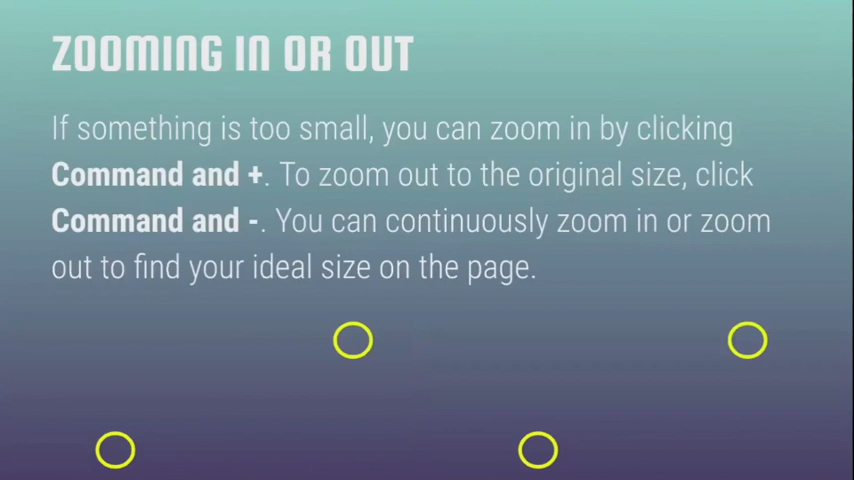 ZOOMING IN OR OUT
If something is too small, you can zoom in by clicking
Command and +. To zoom out to the original size, click
Command and -. You can continuously zoom in or zoom
out to find your ideal size on the page.